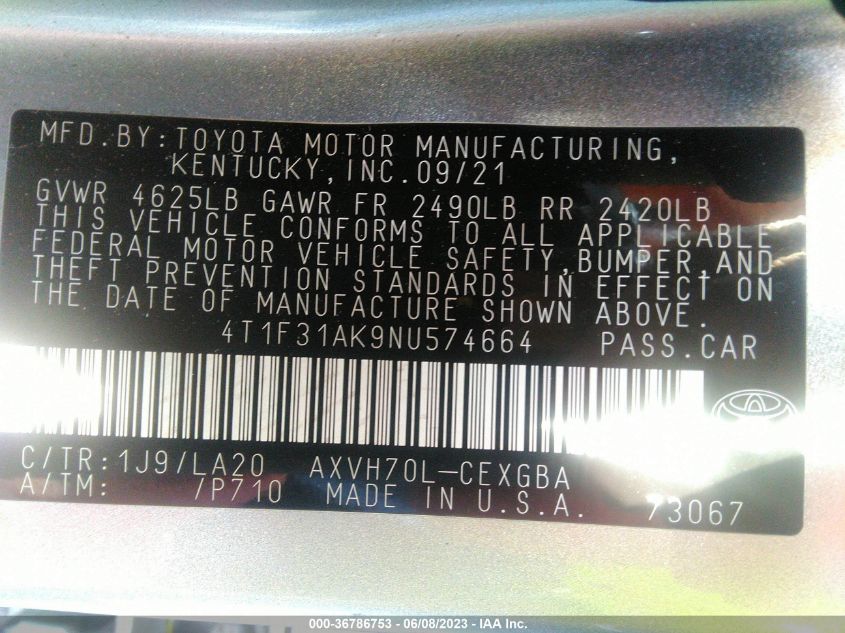 MFD.BY:TOYOTA MOTOR MANUFACTURING,
KENTUCKY,INC.09/21
GVWR 4625LB GAWR FR 2490LB RR 2420LB
THIS VEHICLE CONFORMS TO ALL APPLICABLE
FEDERAL MOTOR VEHICLE SAFETY,BUMPER,AND
THEFT PREVENTION STANDARDS IN EFFECT ON
THE DATE OF MANUFACTURE SHOWN ABOVE.
4T1F31AK9NU574664 PASS.CAR
C/TR:1J9/LA20 AXVH70L-CEXGBA
A/TM: /P710 MADE IN U.S.A. 73067
000-36786753 - 06/08/2023 - IAA Inc.